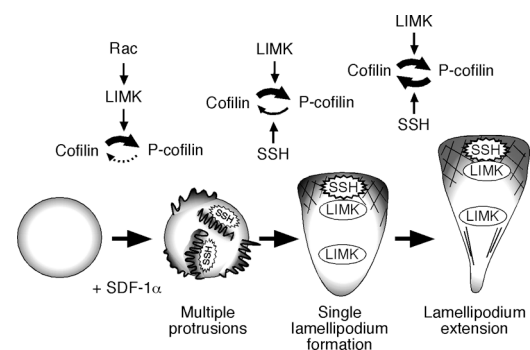 Rac
LIMK
Cofilin P-cofilin
LIMK
Cofilin P-cofilin
SSH
LIMK
Cofilin P-cofilin
SSH
SSH
SSH
SSH
LIMK
LIMK
SSH
LIMK
LIMK
+ SDF-1α
Multiple
protrusions
Single
lamellipodium
formation
Lamellipodium
extension